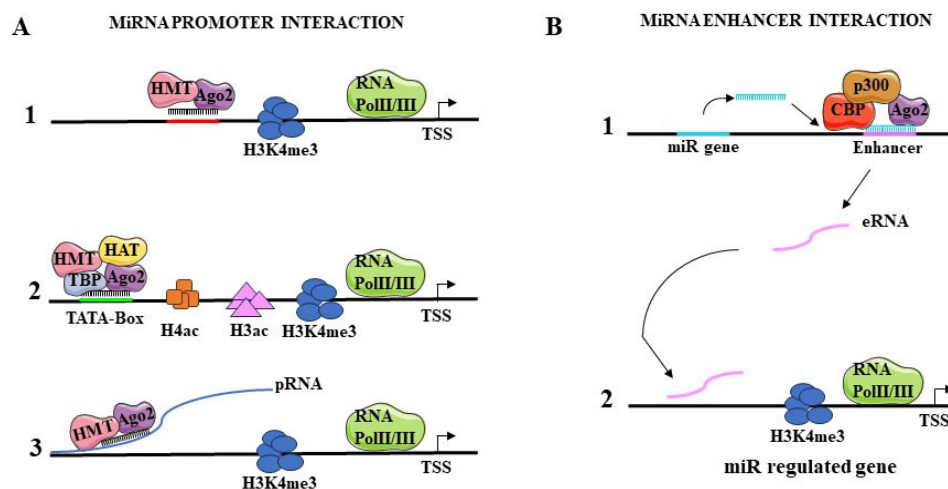 MiRNA PROMOTER INTERACTION
A
HMT
Ago2
RNA
PolII/III
1
H3K4me3
TSS
HMT
HAT
TBP
Ago2
RNA
PolII/III
2
TATA-Box
H4ac
H3ac
H3K4me3
TSS
pRNA
HMT
Ago2
RNA
PolII/III
3
H3K4me3
TSS
MiRNA ENHANCER INTERACTION
B
p300
CBP
Ago2
1
miR gene
Enhancer
eRNA
RNA
PolII/III
2
H3K4me3
TSS
miR regulated gene